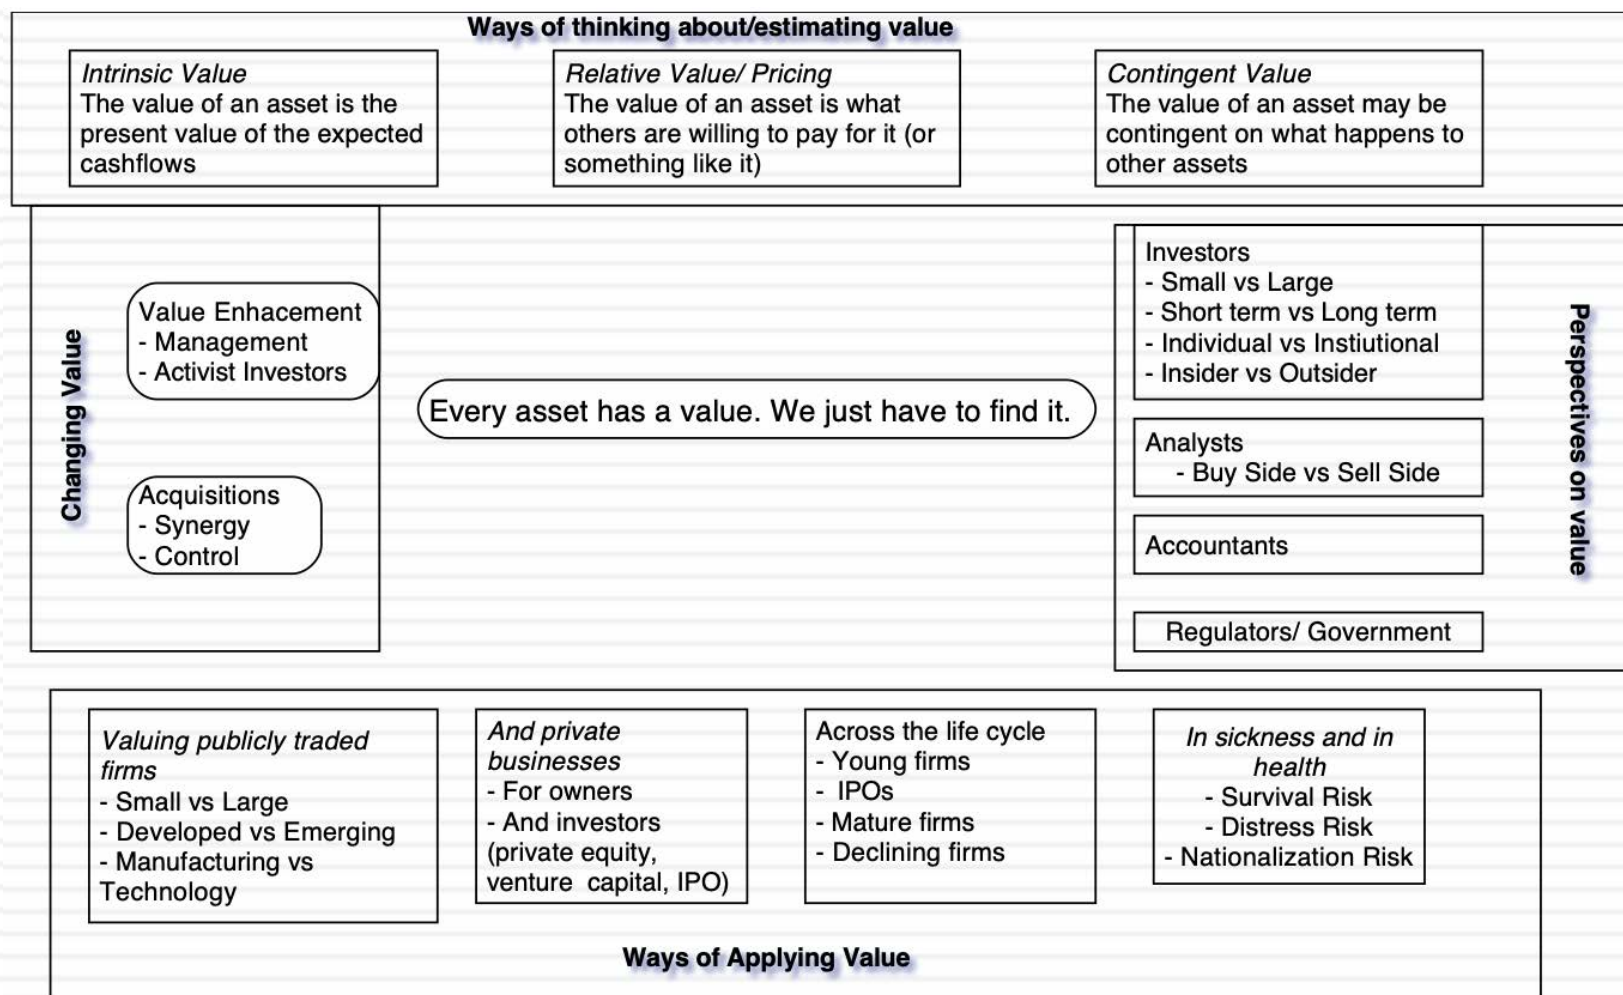 Ways of thinking about/estimating value
Intrinsic Value
The value of an asset is the
present value of the expected
cashflows
Relative Value/ Pricing
The value of an asset is what
others are willing to pay for it (or
something like it)
Contingent Value
The value of an asset may be
contingent on what happens to
other assets
Changing Value
Value Enhacement
- Management
- Activist Investors
Acquisitions
- Synergy
- Control
Every asset has a value. We just have to find it.
Investors
- Small vs Large
- Short term vs Long term
- Individual vs Instiutional
- Insider vs Outsider
Analysts
- Buy Side vs Sell Side
Accountants
Regulators/ Government
Perspectives on value
Valuing publicly traded
firms
- Small vs Large
- Developed vs Emerging
- Manufacturing vs
Technology
And private
businesses
- For owners
- And investors
(private equity,
venture capital, IPO)
Across the life cycle
- Young firms
- IPOs
- Mature firms
- Declining firms
In sickness and in
health
- Survival Risk
- Distress Risk
- Nationalization Risk
Ways of Applying Value